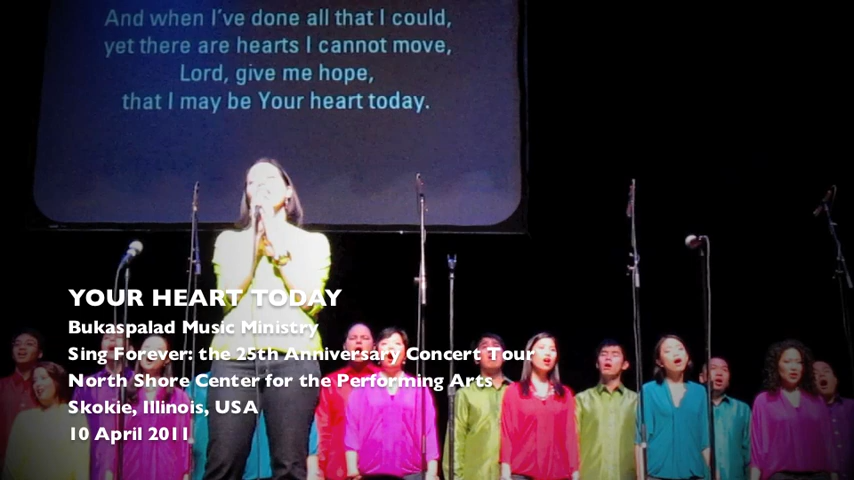 And when I've done all that I could,
yet there are hearts I cannot move,
Lord, give me hope,
that I may be Your heart today.
YOUR HEART TODAY
Bukaspalad Music Ministry
Sing Forever: the 25th Anniversary Concert Tour
North Shore Center for the Performing Arts
Skokie, Illinois, USA
10 April 2011